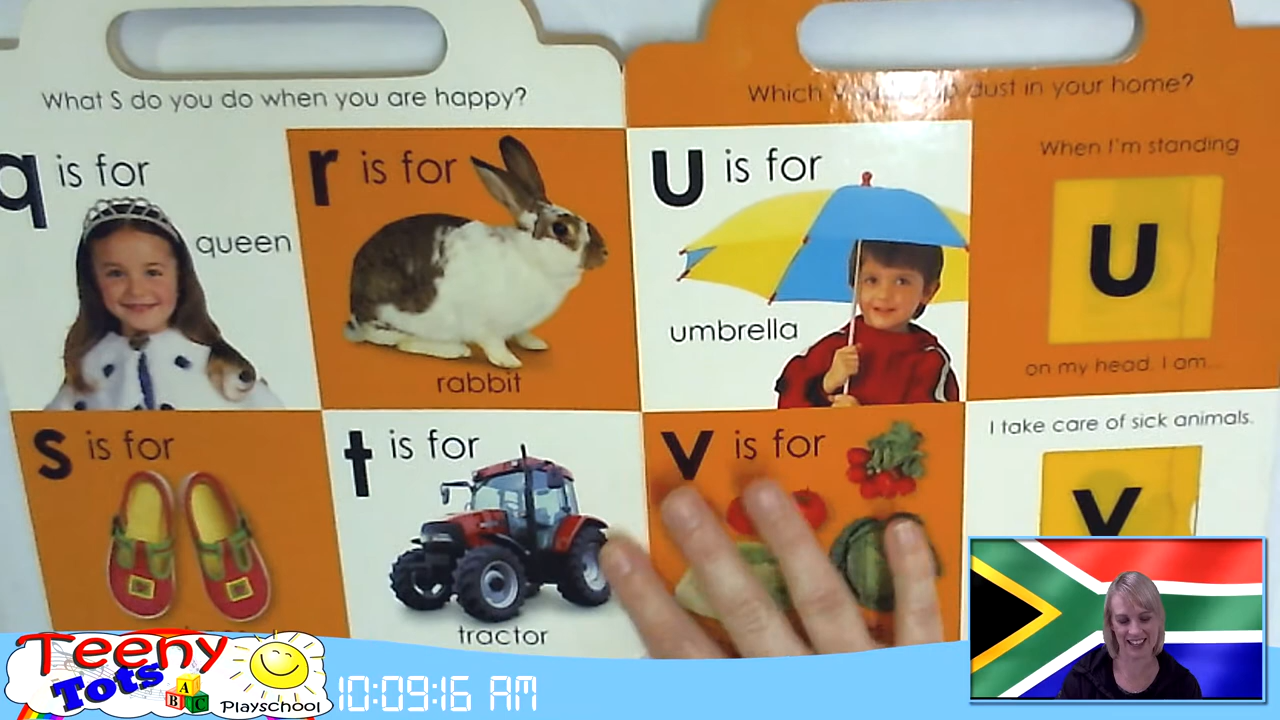 What S do you do when you are happy?
Which dust in your home?
q is for
queen
r is for
rabbit
s is for
t is for
tractor
u is for
umbrella
v is for
When I'm standing
u
on my head, I am...
I take care of sick animals.
v
Teeny
Tots
A
B C
Playschool
10:09:16 AM